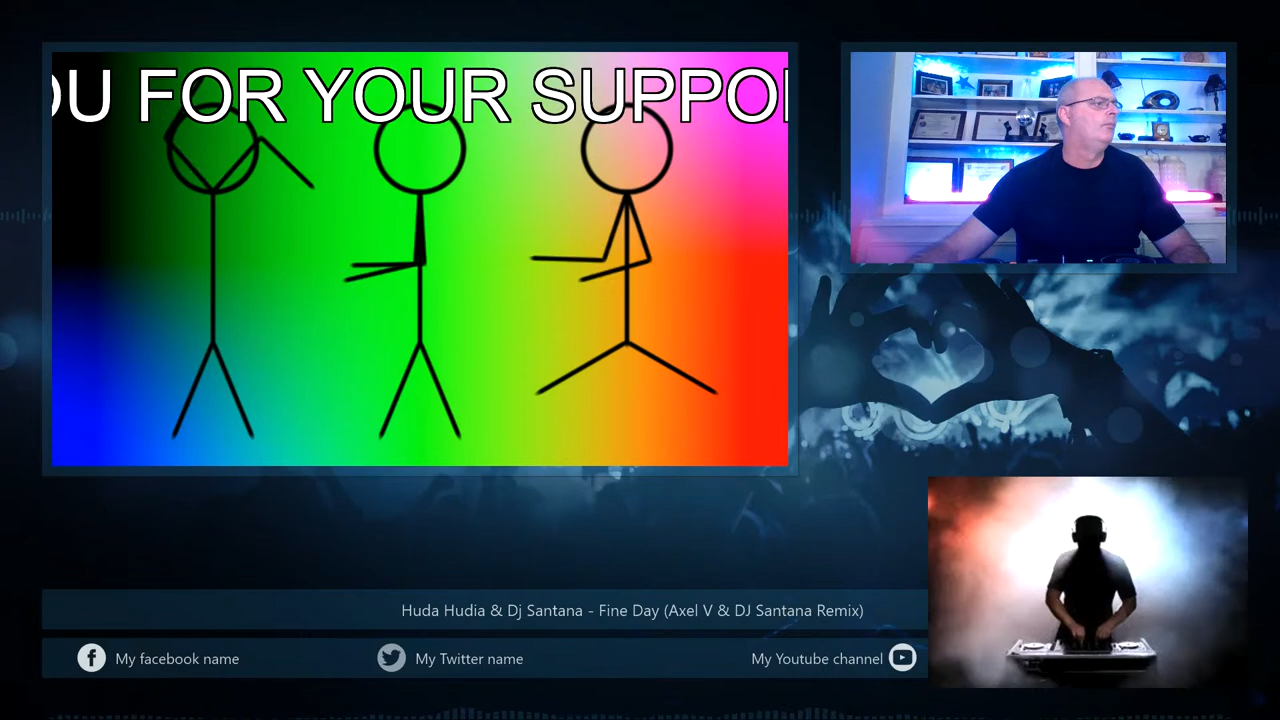 OU FOR YOUR SUPPOR
Huda Hudia & Dj Santana - Fine Day (Axel V & DJ Santana Remix)
My facebook name
My Twitter name
My Youtube channel